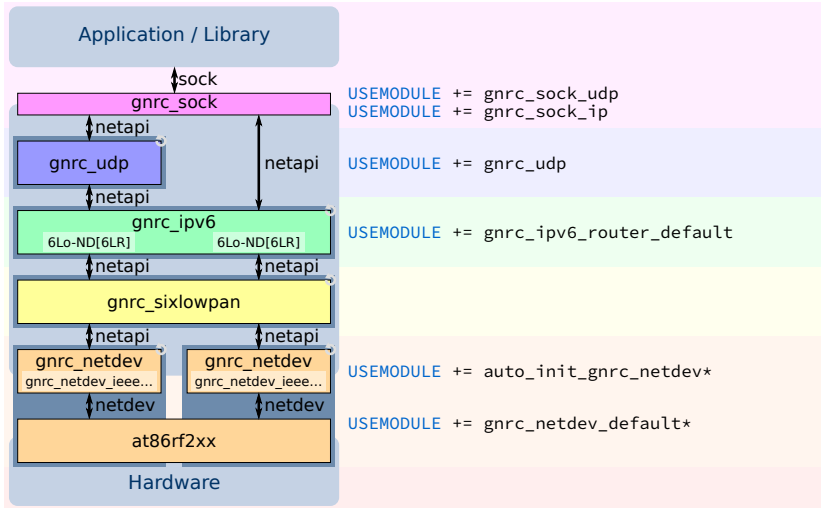 Application / Library
sock
gnrc_sock
USEMODULE += gnrc_sock_udp
USEMODULE += gnrc_sock_ip
netapi
gnrc_udp
netapi
USEMODULE += gnrc_udp
netapi
gnrc_ipv6
6Lo-ND[6LR] 6Lo-ND[6LR]
USEMODULE += gnrc_ipv6_router_default
netapi netapi
gnrc_sixlowpan
netapi netapi
gnrc_netdev gnrc_netdev
gnrc_netdev_ieee... gnrc_netdev_ieee...
USEMODULE += auto_init_gnrc_netdev*
netdev netdev
USEMODULE += gnrc_netdev_default*
at86rf2xx
Hardware